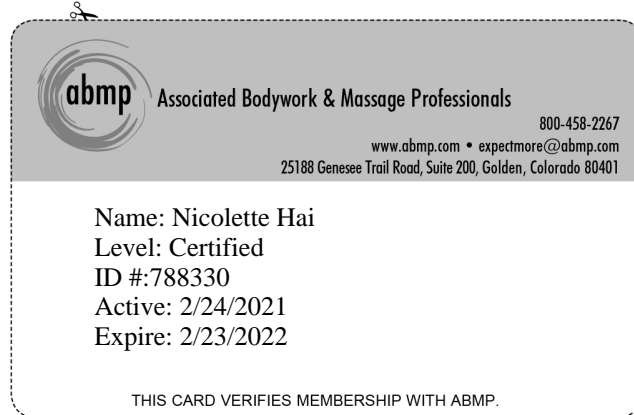 abmp
Associated Bodywork & Massage Professionals
800-458-2267
www.abmp.com • expectmore@abmp.com
25188 Genesee Trail Road, Suite 200, Golden, Colorado 80401
Name: Nicolette Hai
Level: Certified
ID #:788330
Active: 2/24/2021
Expire: 2/23/2022
THIS CARD VERIFIES MEMBERSHIP WITH ABMP.